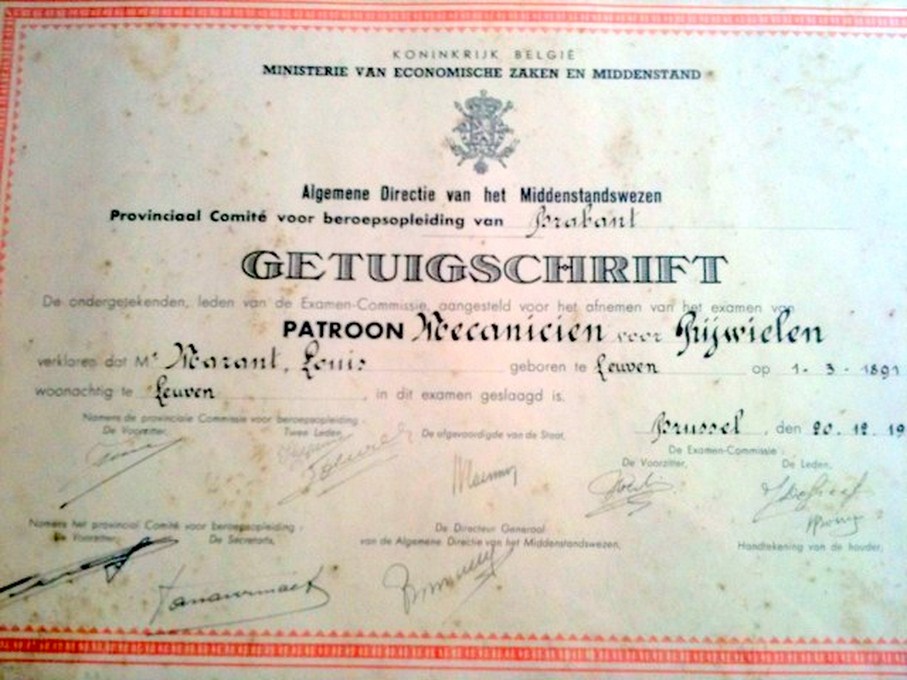 KONINKRIJK BELGIË
MINISTERIE VAN ECONOMISCHE ZAKEN EN MIDDENSTAND
Algemene Directie van het Middenstandswezen
Provinciaal Comité voor beroepsopleiding van Brabant
GETUIGSCHRIFT
De ondergetekenden, leden van de Examen-Commissie, aangesteld voor het afnemen van het examen van
PATROON Mecanicien voor Rijwielen
verklaren dat Mr Marant, Louis geboren te Leuven op 1-3-1891
woonachtig te Leuven, in dit examen geslaagd is.
Brussel, den 20.12.19
Namens de provinciale Commissie voor beroepsopleiding:
De Voorzitter, Twee Leden, De afgevaardigde van de Staat,
De Examen-Commissie:
De Voorzitter, De Leden,
Namens het provinciaal Comité voor beroepsopleiding:
De Voorzitter, De Secretaris,
De Directeur Generaal
van de Algemene Directie van het Middenstandswezen,
Handtekening van de houder,